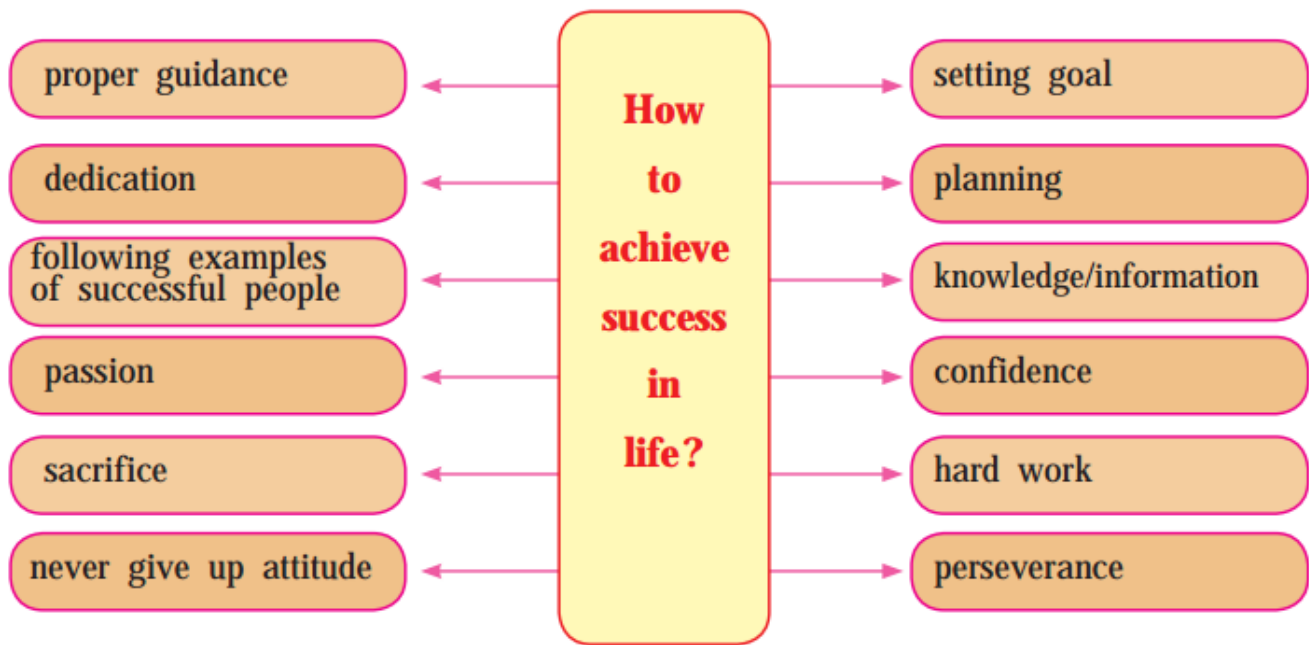 proper guidance
dedication
following examples
of successful people
passion
sacrifice
never give up attitude
How
to
achieve
success
in
life?
setting goal
planning
knowledge/information
confidence
hard work
perseverance